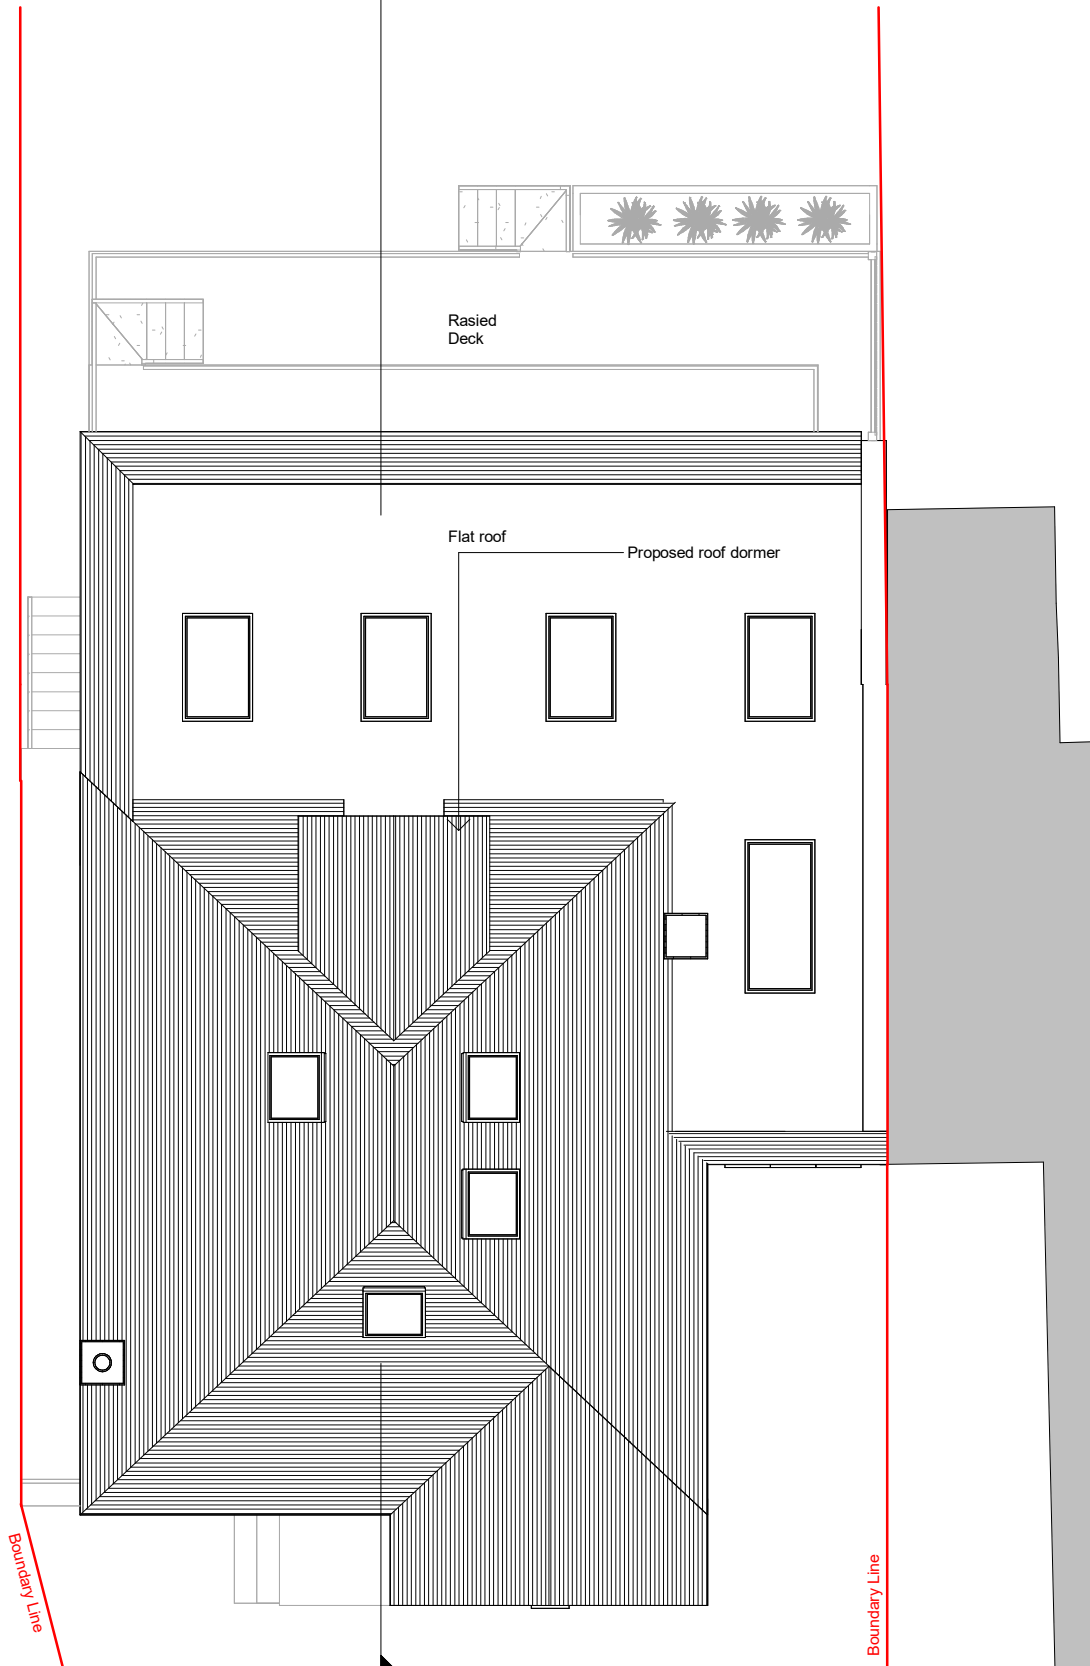 Rasied
Deck
Flat roof
Proposed roof dormer
Boundary Line
Boundary Line